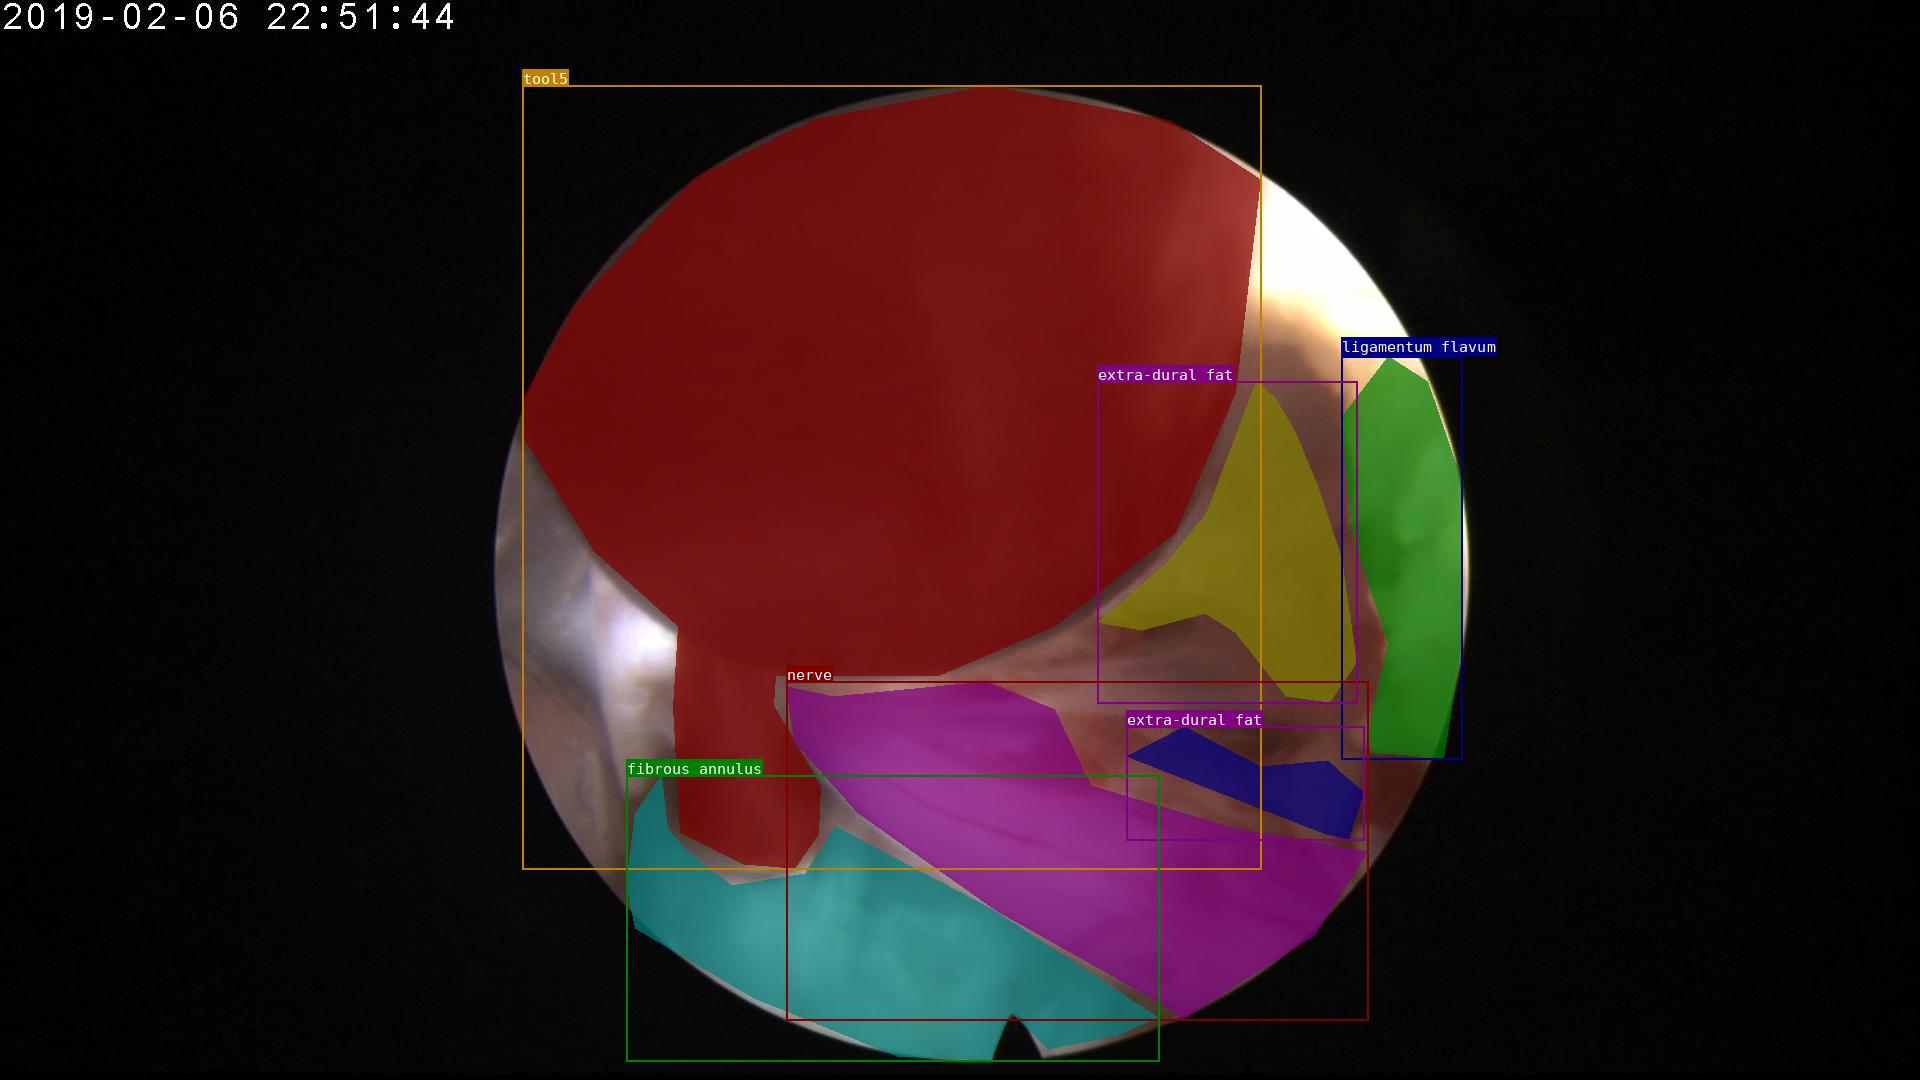 2019-02-06 22:51:44
tool5
ligamentum flavum
extra-dural fat
nerve
extra-dural fat
fibrous annulus